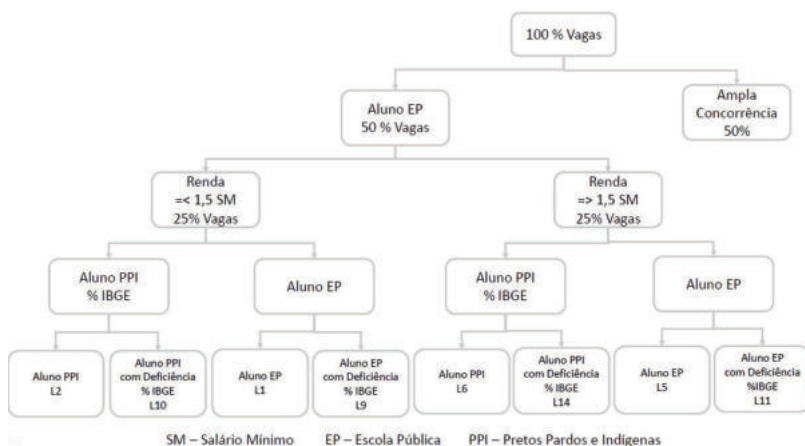 100 % Vagas
Aluno EP
50 % Vagas
Ampla
Concorrência
50%
Renda
=< 1,5 SM
25% Vagas
Renda
=> 1,5 SM
25% Vagas
Aluno PPI
% IBGE
Aluno EP
Aluno PPI
% IBGE
Aluno EP
Aluno PPI
L2
Aluno PPI
com Deficiência
% IBGE
L10
Aluno EP
L1
Aluno EP
com Deficiência
% IBGE
L9
Aluno PPI
L6
Aluno PPI
com Deficiência
% IBGE
L14
Aluno EP
L5
Aluno EP
com Deficiência
%IBGE
L11
SM – Salário Mínimo EP – Escola Pública PPI – Pretos Pardos e Indígenas